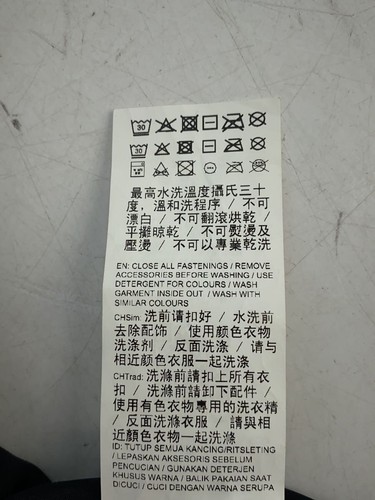 30
30
最高水洗溫度攝氏三十
度，溫和洗程序 / 不可
漂白 / 不可翻滾烘乾 /
平攤晾乾 / 不可熨燙及
壓燙 / 不可以專業乾洗
EN: CLOSE ALL FASTENINGS / REMOVE
ACCESSORIES BEFORE WASHING / USE
DETERGENT FOR COLOURS / WASH
GARMENT INSIDE OUT / WASH WITH
SIMILAR COLOURS
CHSim: 洗前请扣好 / 水洗前
去除配饰 / 使用颜色衣物
洗涤剂 / 反面洗涤 / 请与
相近颜色衣服一起洗涤
CHTrad: 洗滌前請扣上所有衣
扣 / 洗滌前請卸下配件 /
使用有色衣物專用的洗衣精
/ 反面洗滌衣服 / 請與相
近顏色衣物一起洗滌
ID: TUTUP SEMUA KANCING/RITSLETING
/ LEPASKAN AKSESORIS SEBELUM
PENCUCIAN / GUNAKAN DETERJEN
KHUSUS WARNA / BALIK PAKAIAN SAAT
DICUCI / CUCI DENGAN WARNA SERUPA